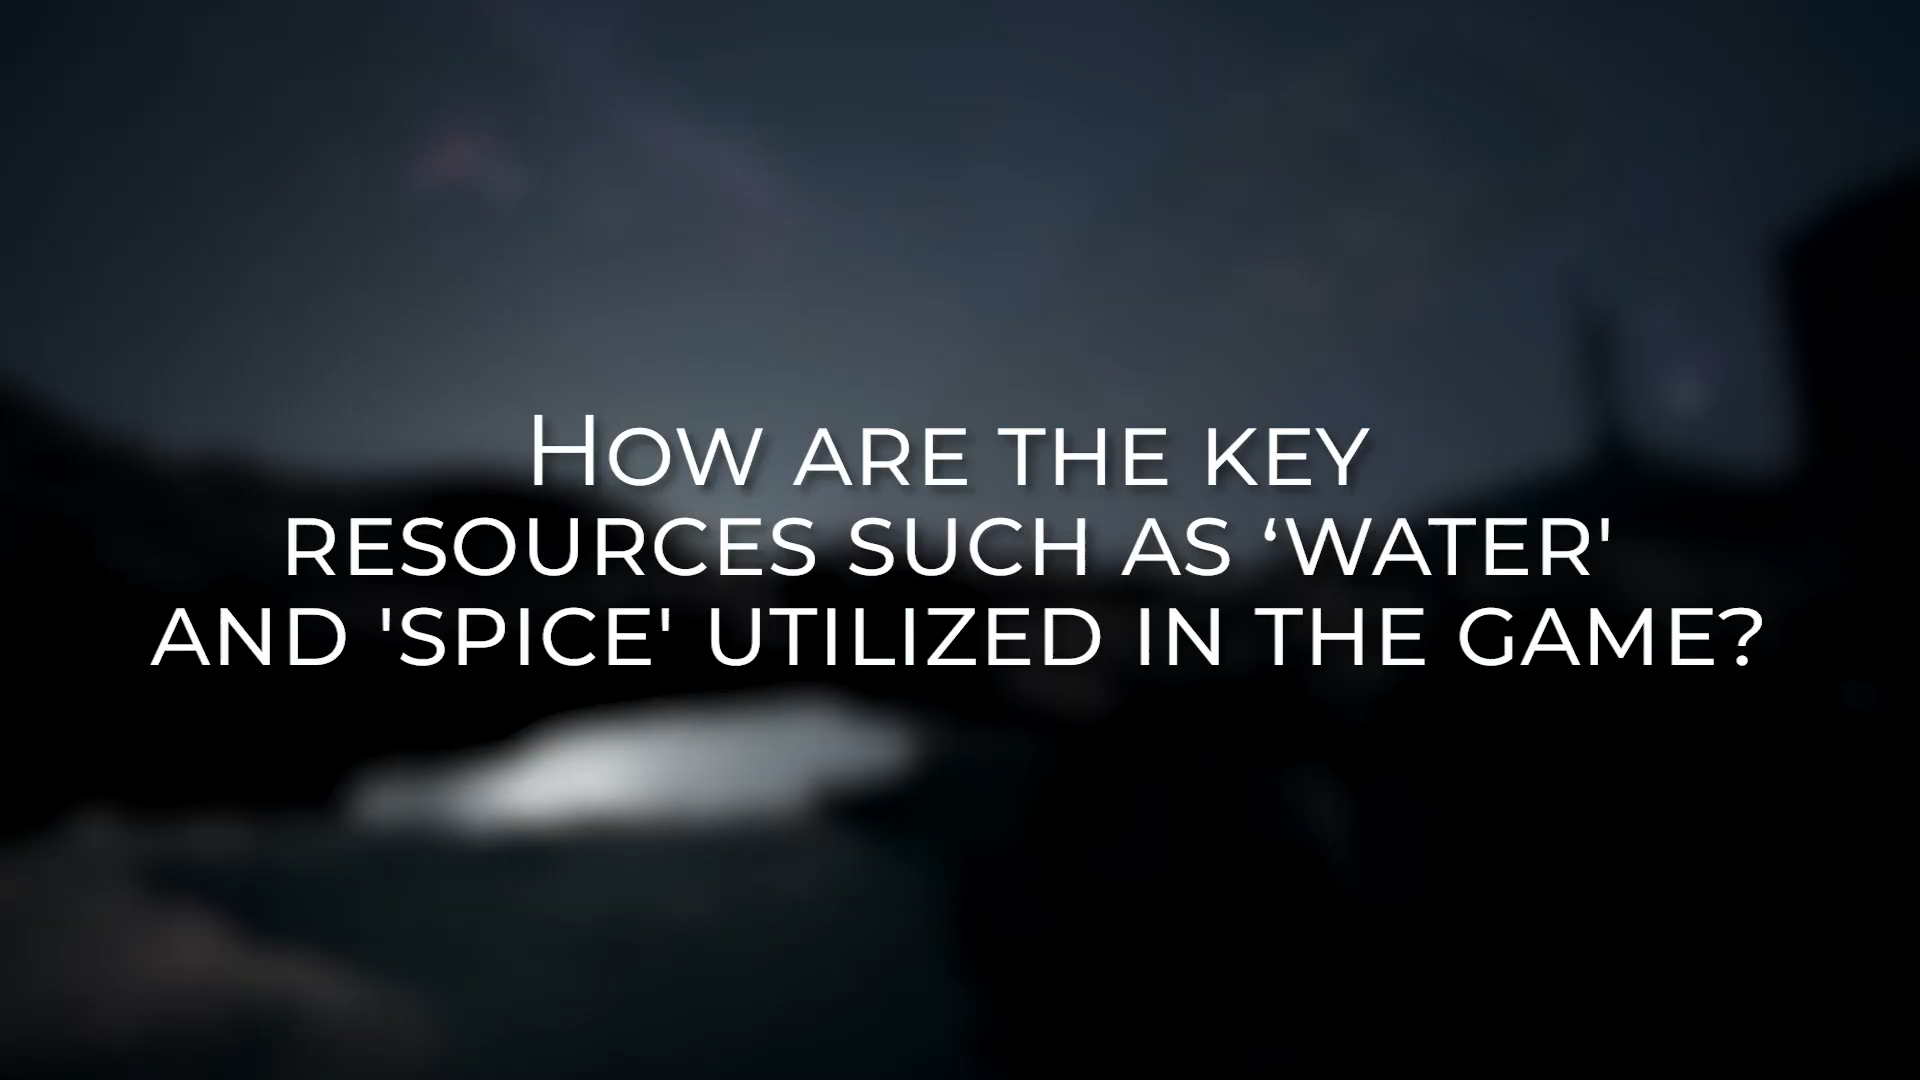 How are the key
resources such as ‘water'
and 'spice' utilized in the game?